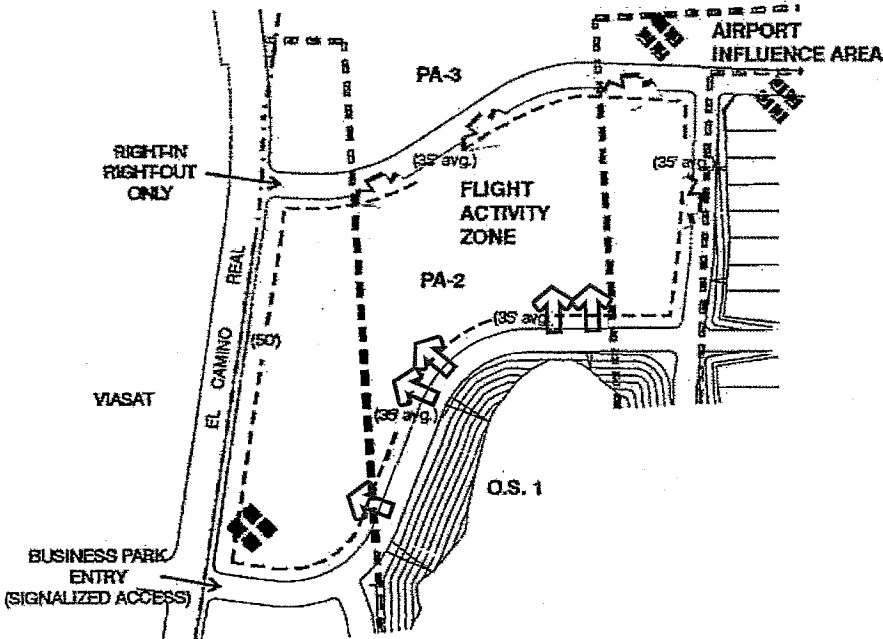 AIRPORT
INFLUENCE AREA
PA-3
RIGHT-IN
RIGHT-OUT
ONLY
(35' avg.)
(35' avg.)
FLIGHT
ACTIVITY
ZONE
PA-2
EL CAMINO REAL
(50')
(35' avg.)
VIASAT
(35' avg.)
O.S. 1
BUSINESS PARK
ENTRY
(SIGNALIZED ACCESS)